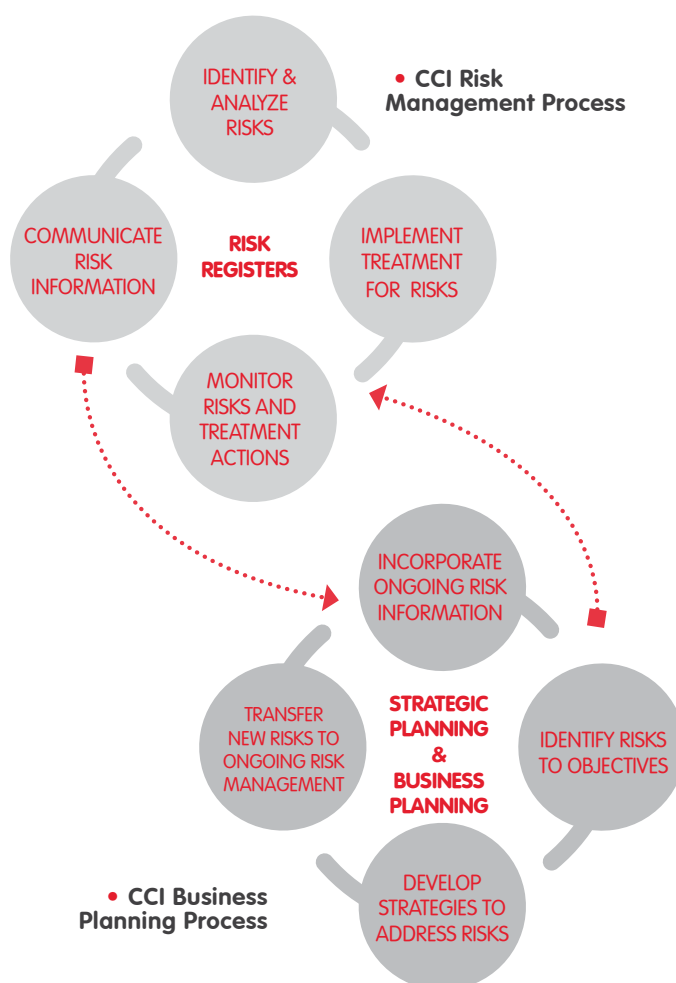 IDENTIFY &
ANALYZE
RISKS
• CCI Risk
Management Process
COMMUNICATE
RISK
INFORMATION
RISK
REGISTERS
IMPLEMENT
TREATMENT
FOR RISKS
MONITOR
RISKS AND
TREATMENT
ACTIONS
INCORPORATE
ONGOING RISK
INFORMATION
TRANSFER
NEW RISKS TO
ONGOING RISK
MANAGEMENT
STRATEGIC
PLANNING
&
BUSINESS
PLANNING
IDENTIFY RISKS
TO OBJECTIVES
DEVELOP
STRATEGIES TO
ADDRESS RISKS
• CCI Business
Planning Process